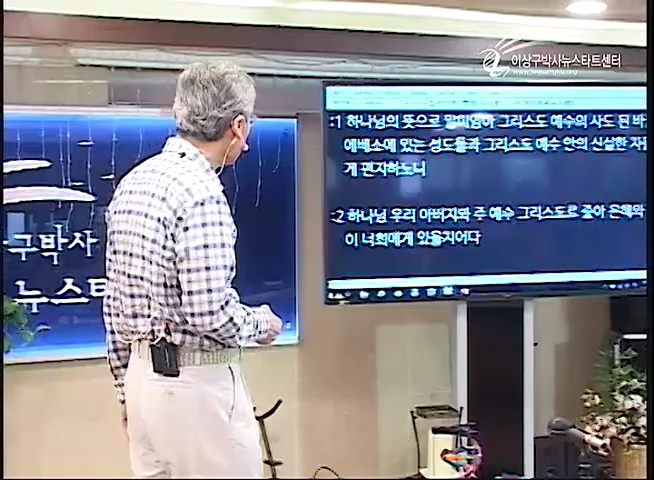 이상구박사뉴스타트센터
:1 하나님의 뜻으로 말미암아 그리스도 예수의 사도 된 바
에베소에 있는 성도들과 그리스도 예수 안의 신실한 자
게 편지하노니
:2 하나님 우리 아버지와 주 예수 그리스도로 좇아 은혜와
이 너희에게 있을지어다
구박사
뉴스타